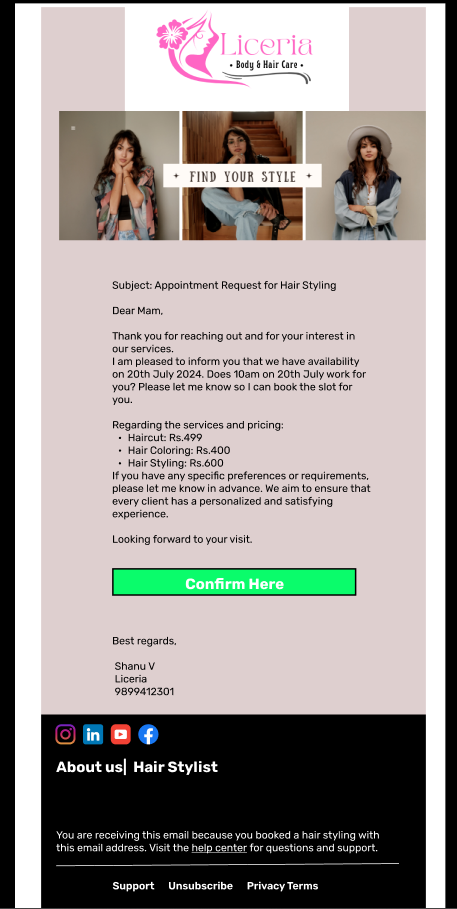 Liceria
• Body & Hair Care •
✦ FIND YOUR STYLE ✦
Subject: Appointment Request for Hair Styling
Dear Mam,
Thank you for reaching out and for your interest in
our services.
I am pleased to inform you that we have availability
on 20th July 2024. Does 10am on 20th July work for
you? Please let me know so I can book the slot for
you.
Regarding the services and pricing:
• Haircut: Rs.499
• Hair Coloring: Rs.400
• Hair Styling: Rs.600
If you have any specific preferences or requirements,
please let me know in advance. We aim to ensure that
every client has a personalized and satisfying
experience.
Looking forward to your visit.
Confirm Here
Best regards,
Shanu V
Liceria
9899412301
in
About us| Hair Stylist
You are receiving this email because you booked a hair styling with
this email address. Visit the help center for questions and support.
Support Unsubscribe Privacy Terms